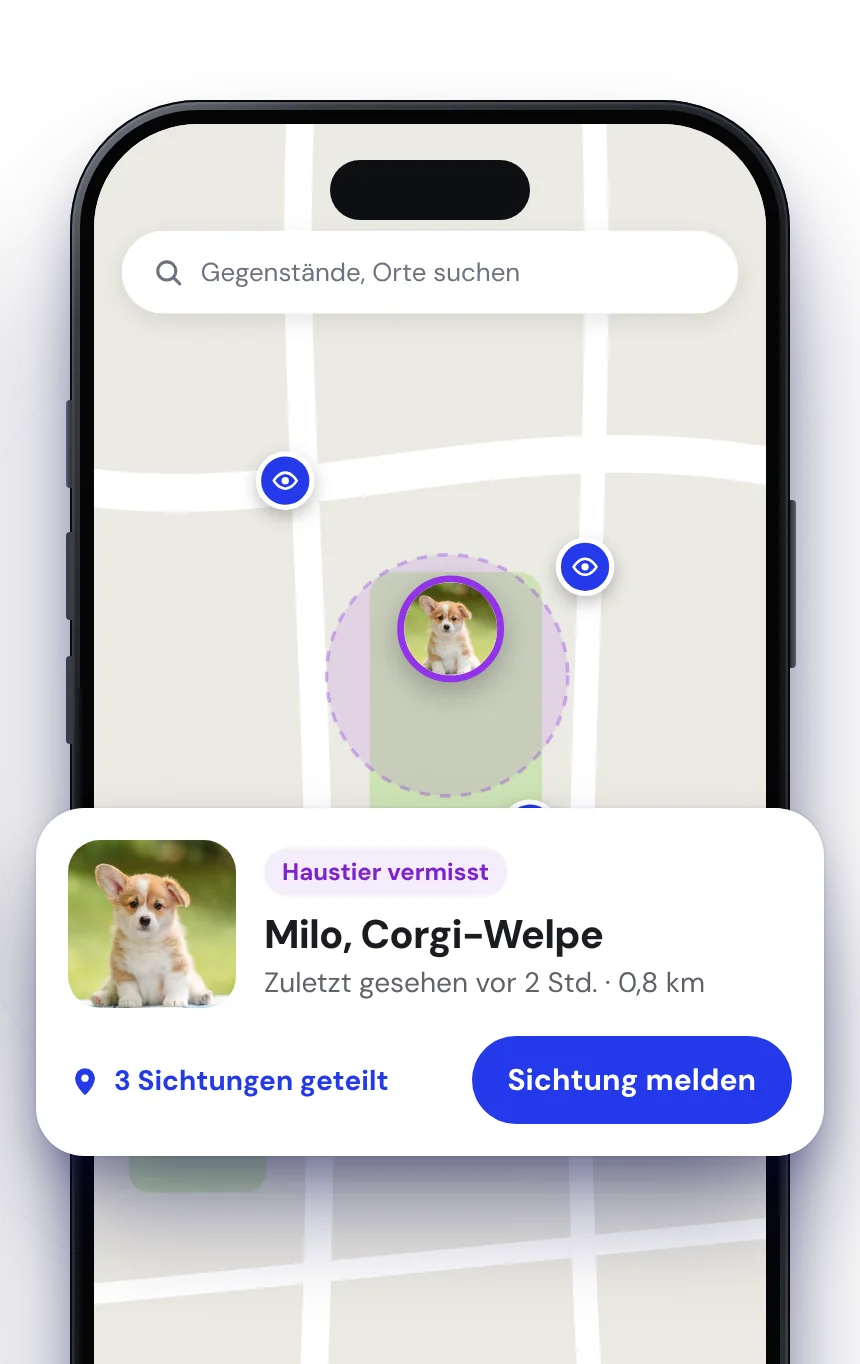 Gegenstände, Orte suchen
Haustier vermisst
Milo, Corgi-Welpe
Zuletzt gesehen vor 2 Std. · 0,8 km
3 Sichtungen geteilt
Sichtung melden